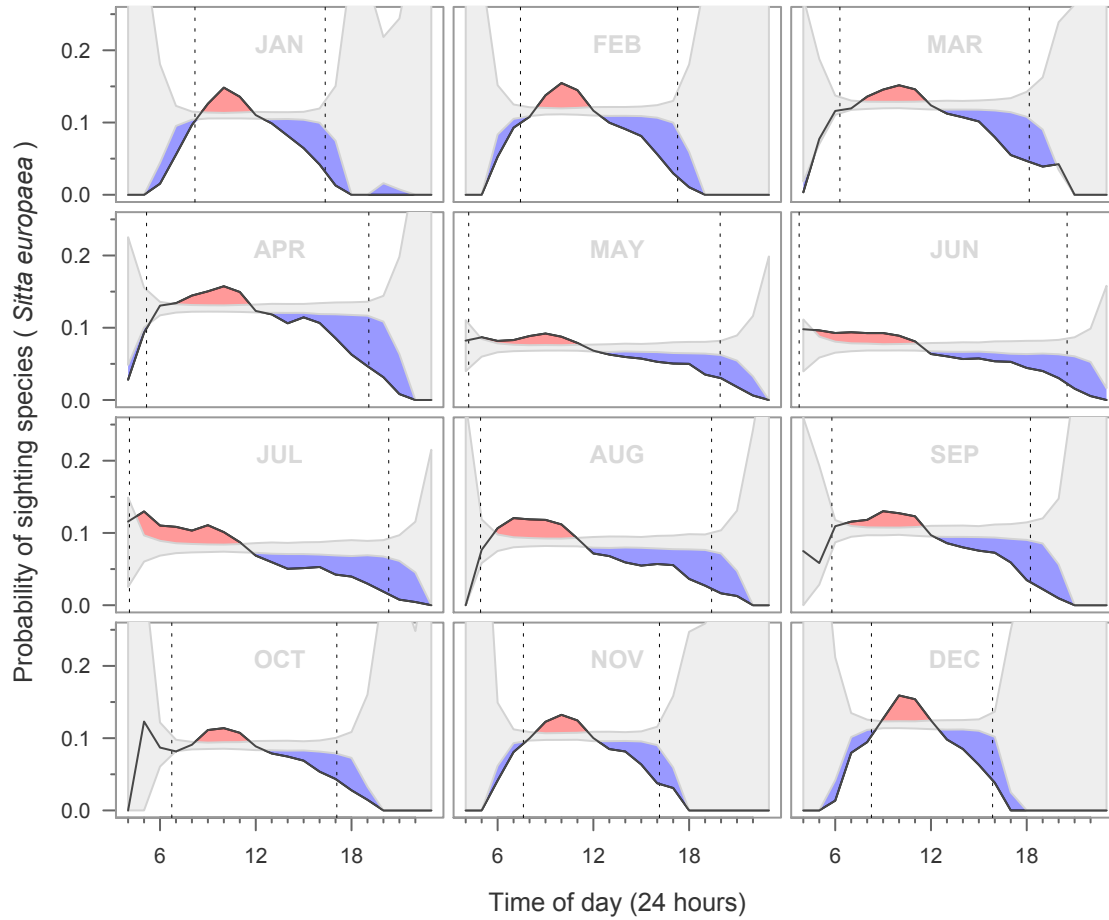 Probability of sighting species ( Sitta europaea )
JAN
FEB
MAR
0.2
0.1
0.0
APR
MAY
JUN
0.2
0.1
0.0
JUL
AUG
SEP
0.2
0.1
0.0
OCT
NOV
DEC
0.2
0.1
0.0
6 12 18 6 12 18 6 12 18
Time of day (24 hours)